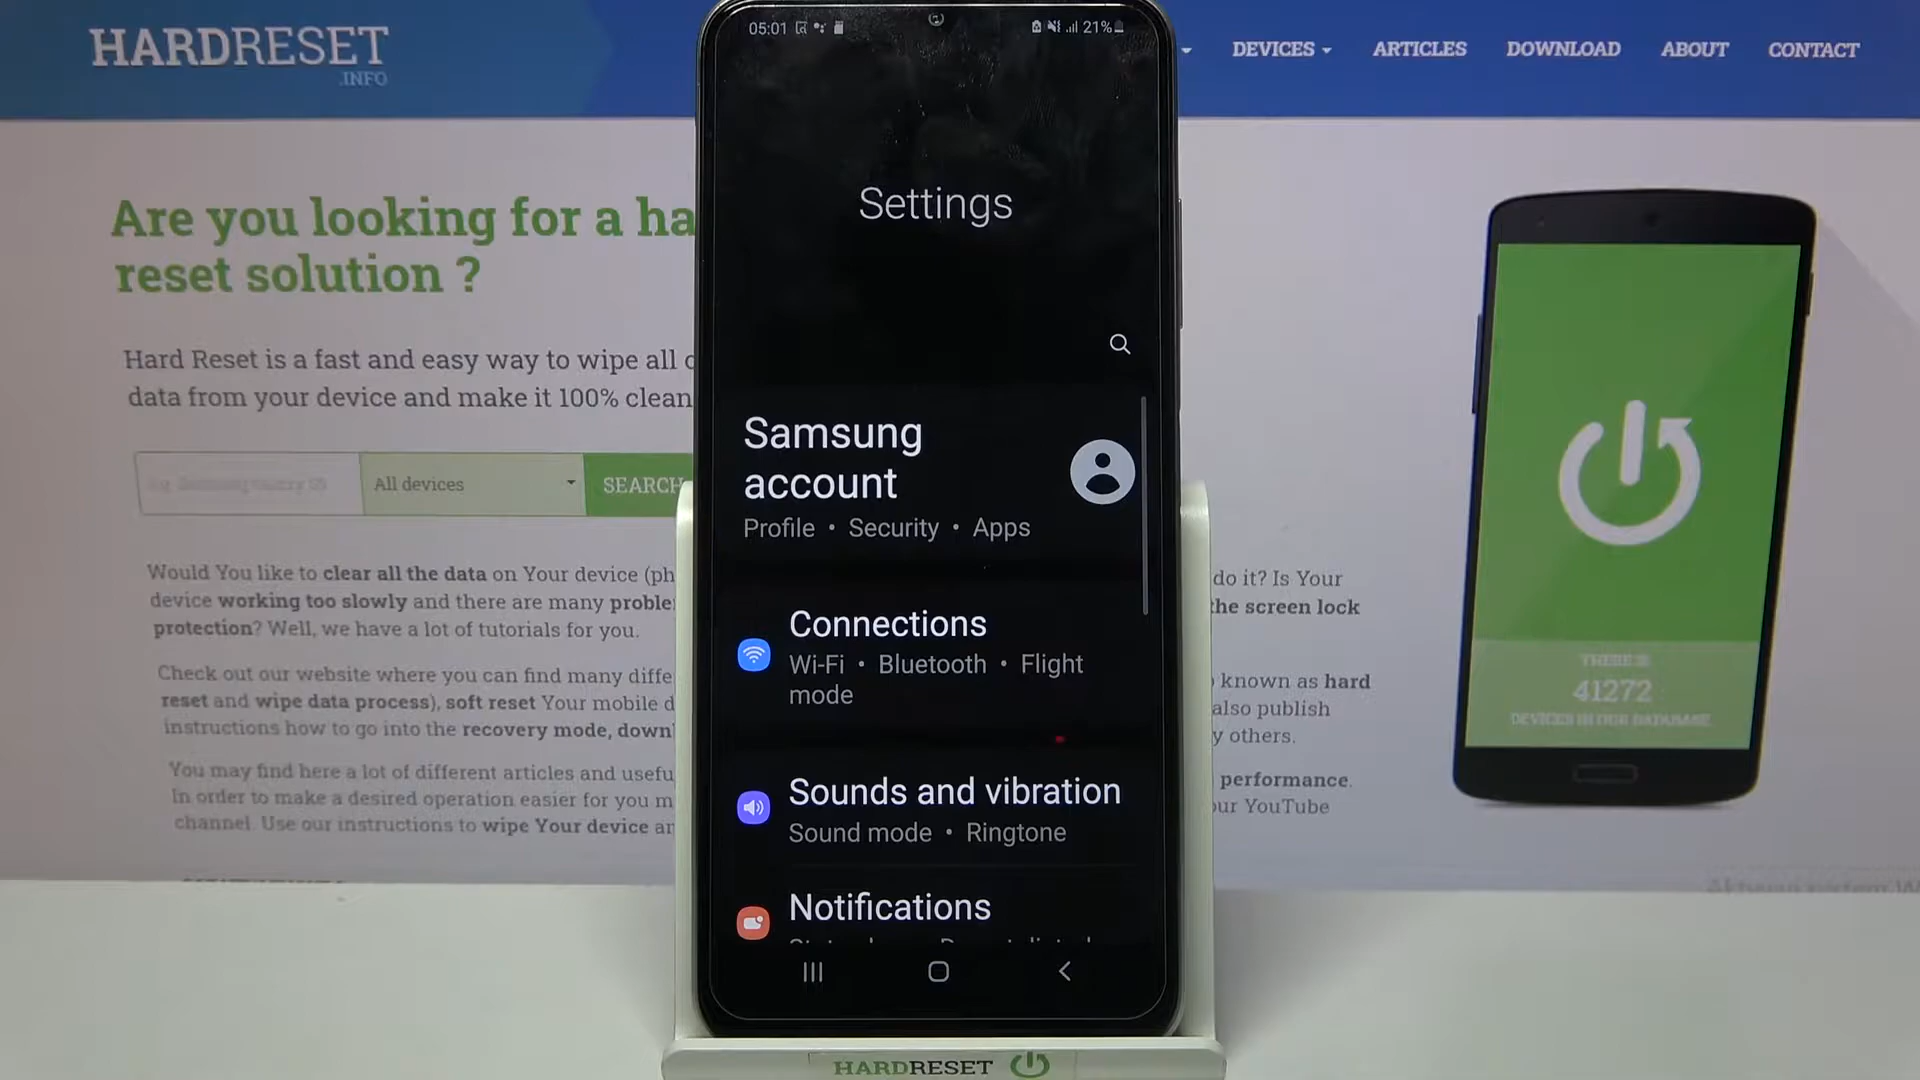 HARDRESET
.INFO
DEVICES
ARTICLES
DOWNLOAD
ABOUT
CONTACT
Are you looking for a ha
reset solution ?
Hard Reset is a fast and easy way to wipe all
data from your device and make it 100% clean
All devices
SEARCH
Would You like to clear all the data on Your device (ph
device working too slowly and there are many proble
protection? Well, we have a lot of tutorials for you.
Check out our website where you can find many diffe
reset and wipe data process), soft reset Your mobile d
instructions how to go into the recovery mode, down
You may find here a lot of different articles and usefu
In order to make a desired operation easier for you m
channel. Use our instructions to wipe Your device an
05:01
21%
Settings
Samsung
account
Profile • Security • Apps
Connections
Wi-Fi • Bluetooth • Flight
mode
Sounds and vibration
Sound mode • Ringtone
Notifications
do it? Is Your
the screen lock
known as hard
also publish
y others.
performance.
our YouTube
THERE IS
41272
DEVICES IN OUR DATABASE
HARDRESET